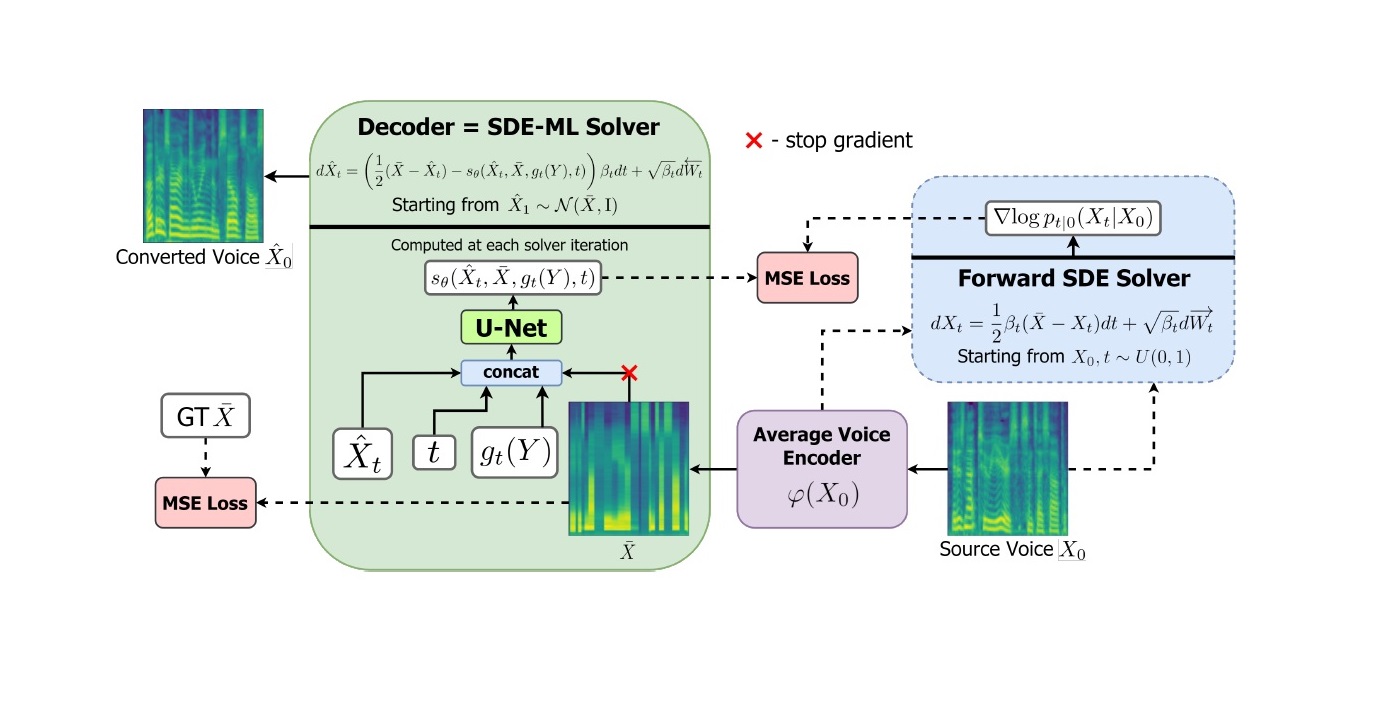 Decoder = SDE-ML Solver
$d\hat{X}_t = \left(\frac{1}{2}(\bar{X} - \hat{X}_t) - s_\theta(\hat{X}_t, \bar{X}, g_t(Y), t)\right)\beta_t dt + \sqrt{\beta_t} d\overleftarrow{W_t}$
Starting from $\hat{X}_1 \sim \mathcal{N}(\bar{X}, \mathrm{I})$
Computed at each solver iteration
$s_\theta(\hat{X}_t, \bar{X}, g_t(Y), t)$
U-Net
concat
$\hat{X}_t$
$t$
$g_t(Y)$
$\bar{X}$
Converted Voice $\hat{X}_0$
GT $\bar{X}$
MSE Loss
× - stop gradient
MSE Loss
$\nabla \log p_{t|0}(X_t|X_0)$
Forward SDE Solver
$dX_t = \frac{1}{2}\beta_t(\bar{X} - X_t)dt + \sqrt{\beta_t} d\overrightarrow{W_t}$
Starting from $X_0, t \sim U(0, 1)$
Average Voice
Encoder
$\varphi(X_0)$
Source Voice $X_0$